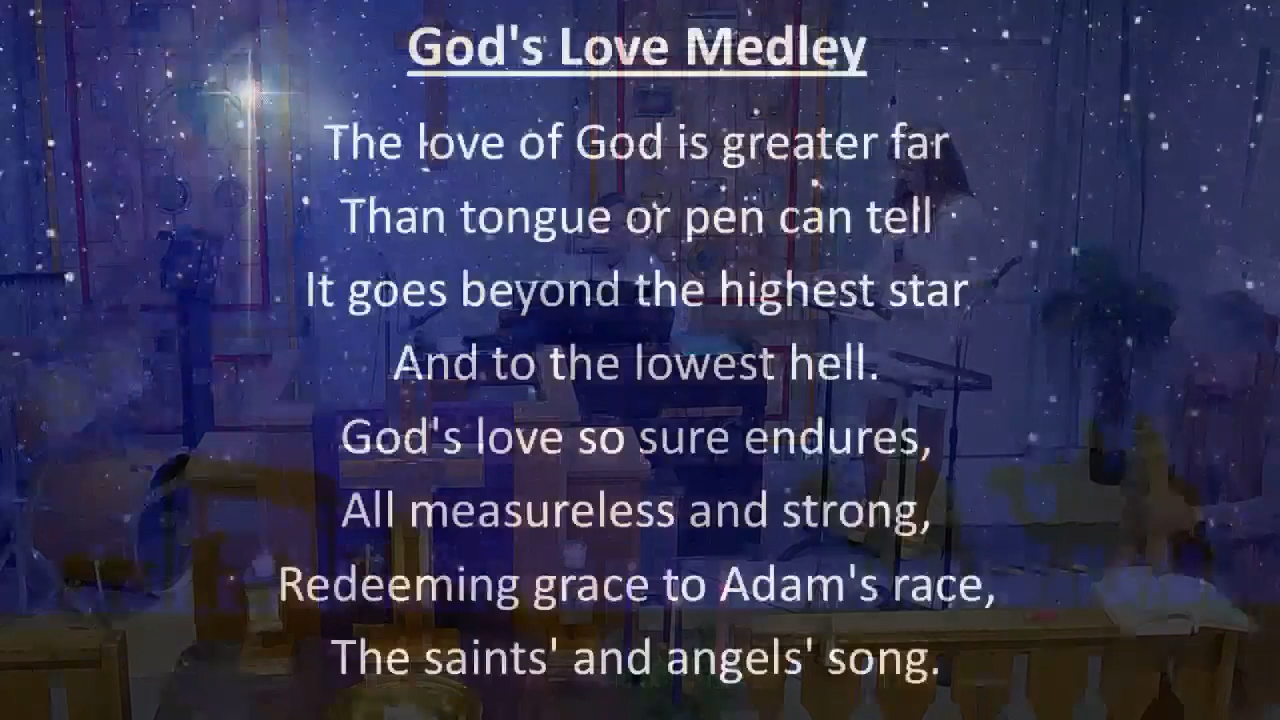 God's Love Medley
The love of God is greater far
Than tongue or pen can tell
It goes beyond the highest star
And to the lowest hell.
God's love so sure endures,
All measureless and strong,
Redeeming grace to Adam's race,
The saints' and angels' song.